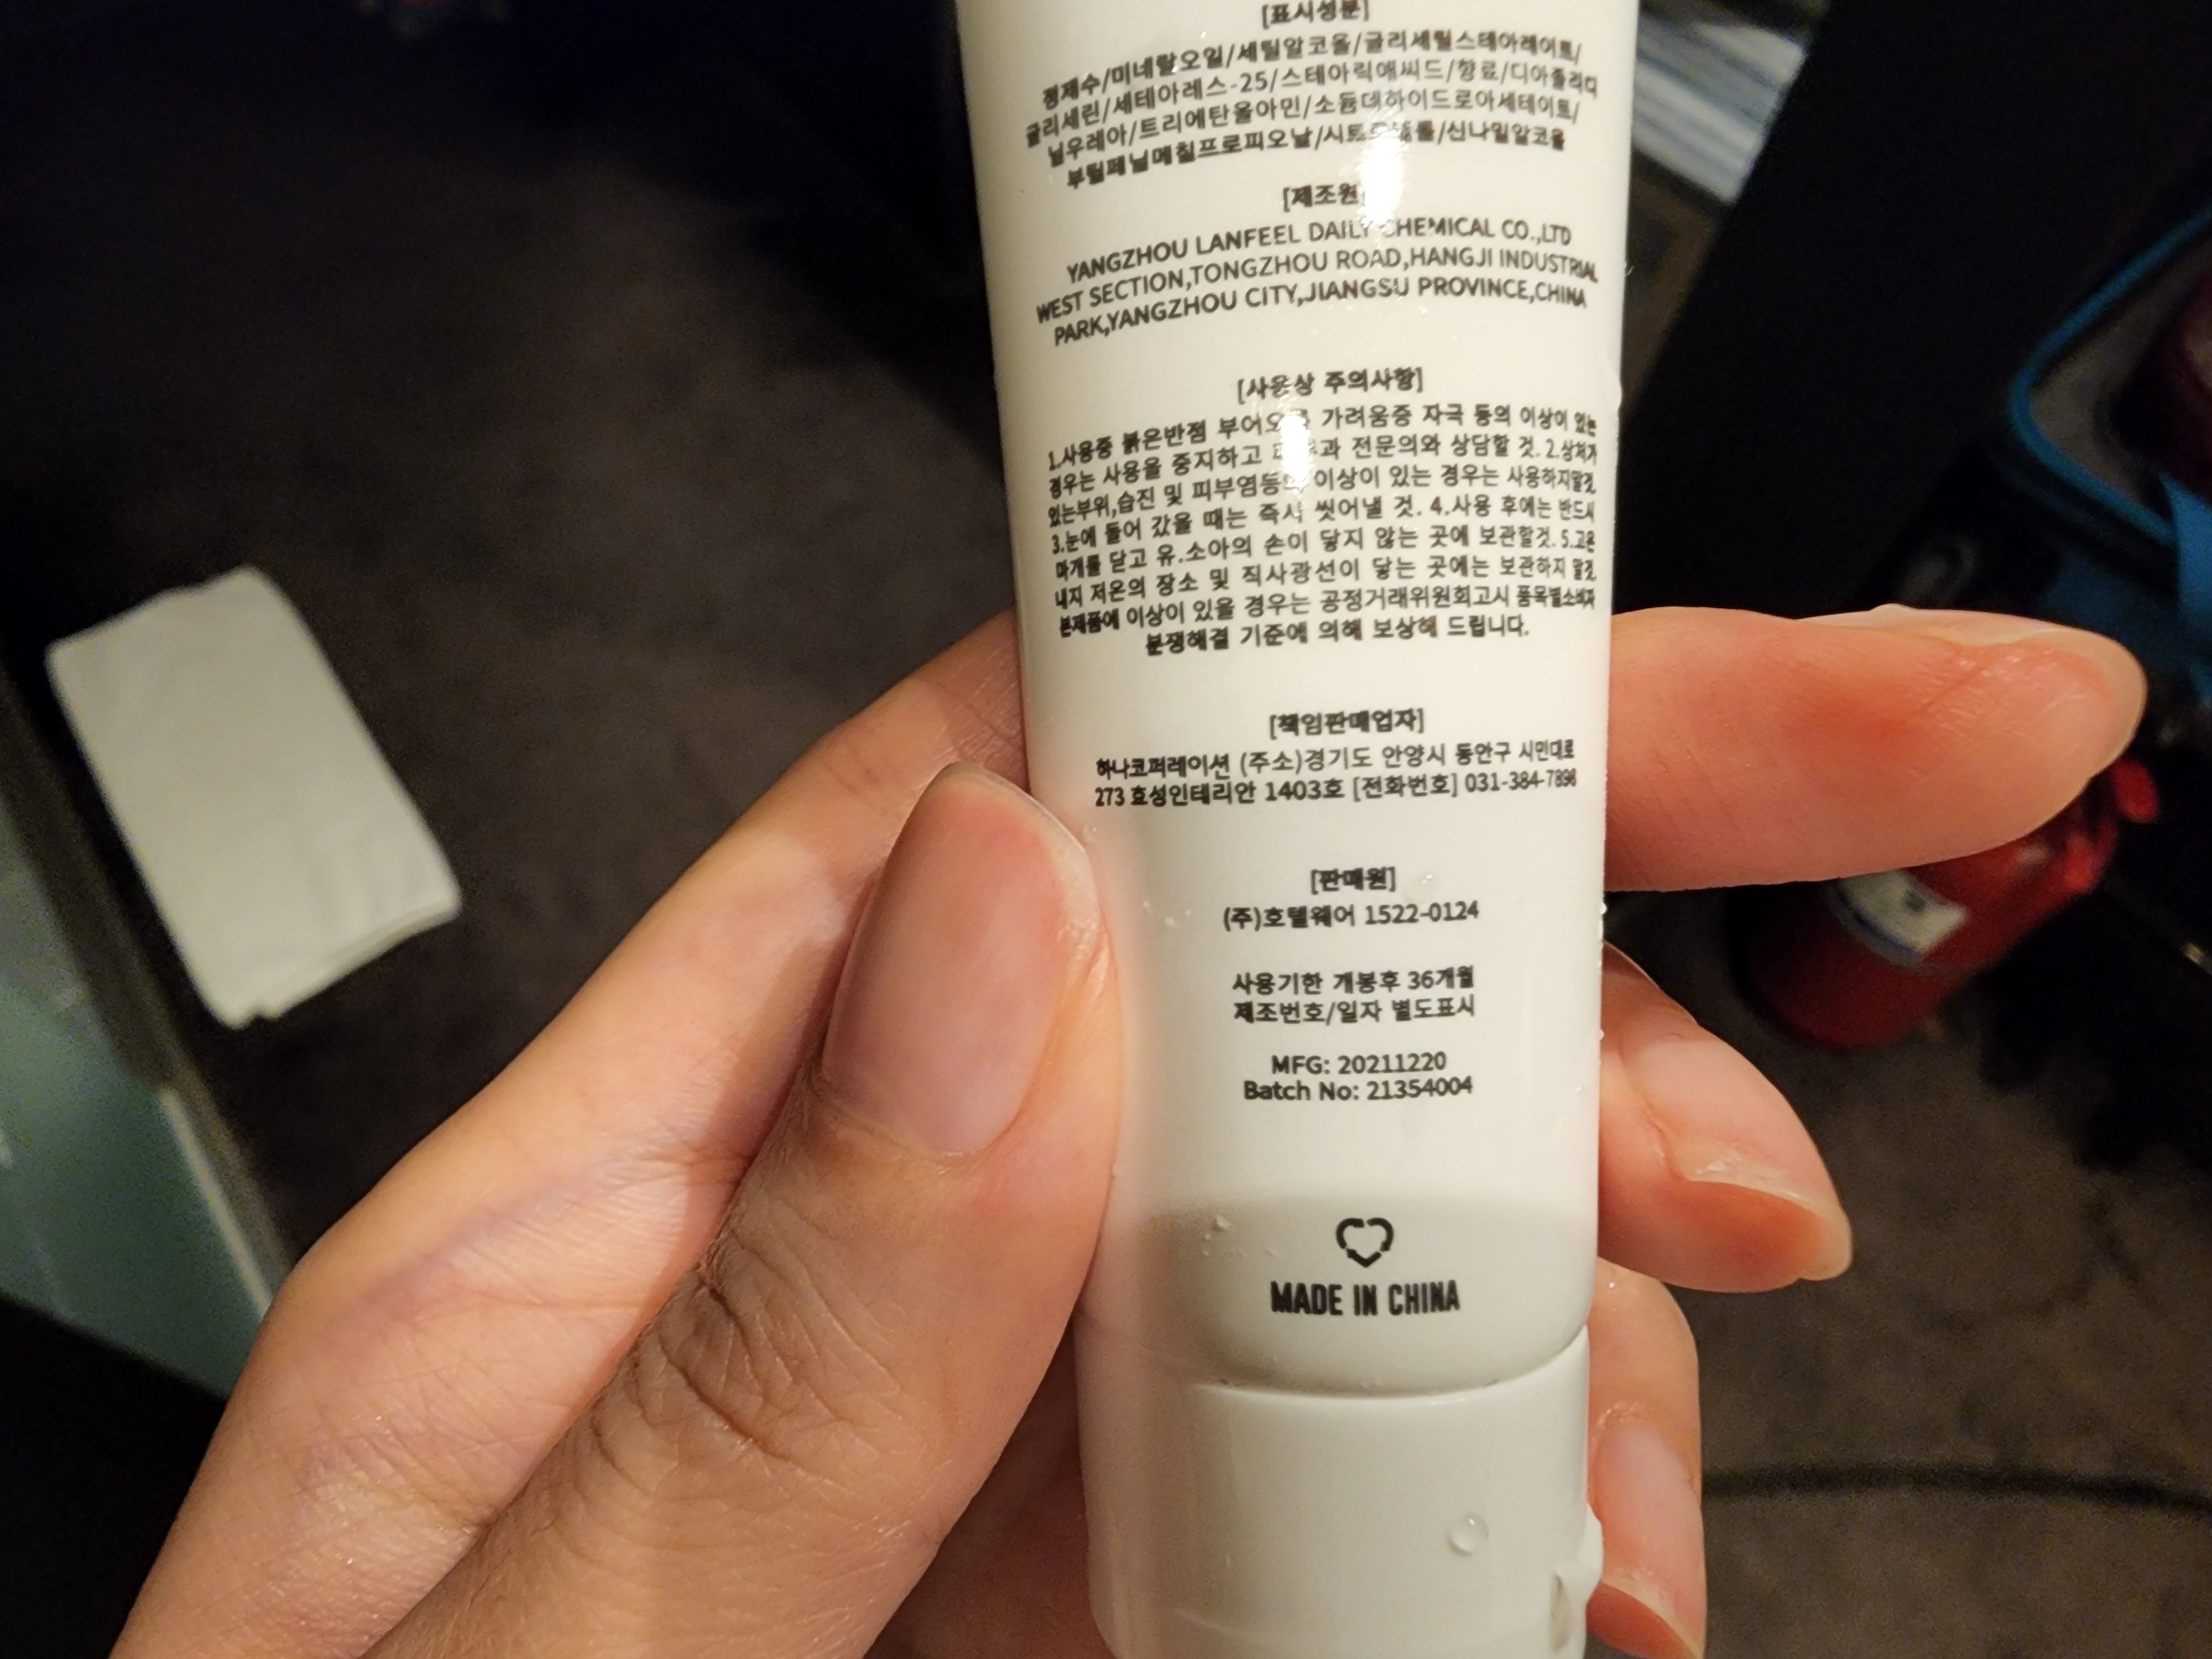 [표시성분]
정제수/미네랄오일/세틸알코올/글리세릴스테아레이트/
글리세린/세테아레스-25/스테아릭애씨드/향료/디아졸리디
닐우레아/트리에탄올아민/소듐데하이드로아세테이트/
부틸페닐메칠프로피오날/신나밀알코올
[제조원]
YANGZHOU LANFEEL DAILY CHEMICAL CO.,LTD
WEST SECTION,TONGZHOU ROAD,HANGJI INDUSTRIAL
PARK,YANGZHOU CITY,JIANGSU PROVINCE,CHINA
[사용상 주의사항]
1.사용중 붉은반점 가려움증 자극 등의 이상이 있는
경우는 사용을 중지하고 전문의와 상담할 것. 2.상처가
있는부위,습진 및 피부염등의 이상이 있는 경우는 사용하지말것.
3.눈에 들어 갔을 때는 즉시 씻어낼 것. 4.사용 후에는 반드시
마개를 닫고 유.소아의 손이 닿지 않는 곳에 보관할것. 5.고온
내지 저온의 장소 및 직사광선이 닿는 곳에는 보관하지 말것.
본제품에 이상이 있을 경우는 공정거래위원회고시 품목별소비자
분쟁해결 기준에 의해 보상해 드립니다.
[책임판매업자]
하나코퍼레이션 (주소)경기도 안양시 동안구 시민대로
273 효성인테리안 1403호 [전화번호] 031-384-7898
[판매원]
(주)호텔웨어 1522-0124
사용기한 개봉후 36개월
제조번호/일자 별도표시
MFG: 20211220
Batch No: 21354004
MADE IN CHINA